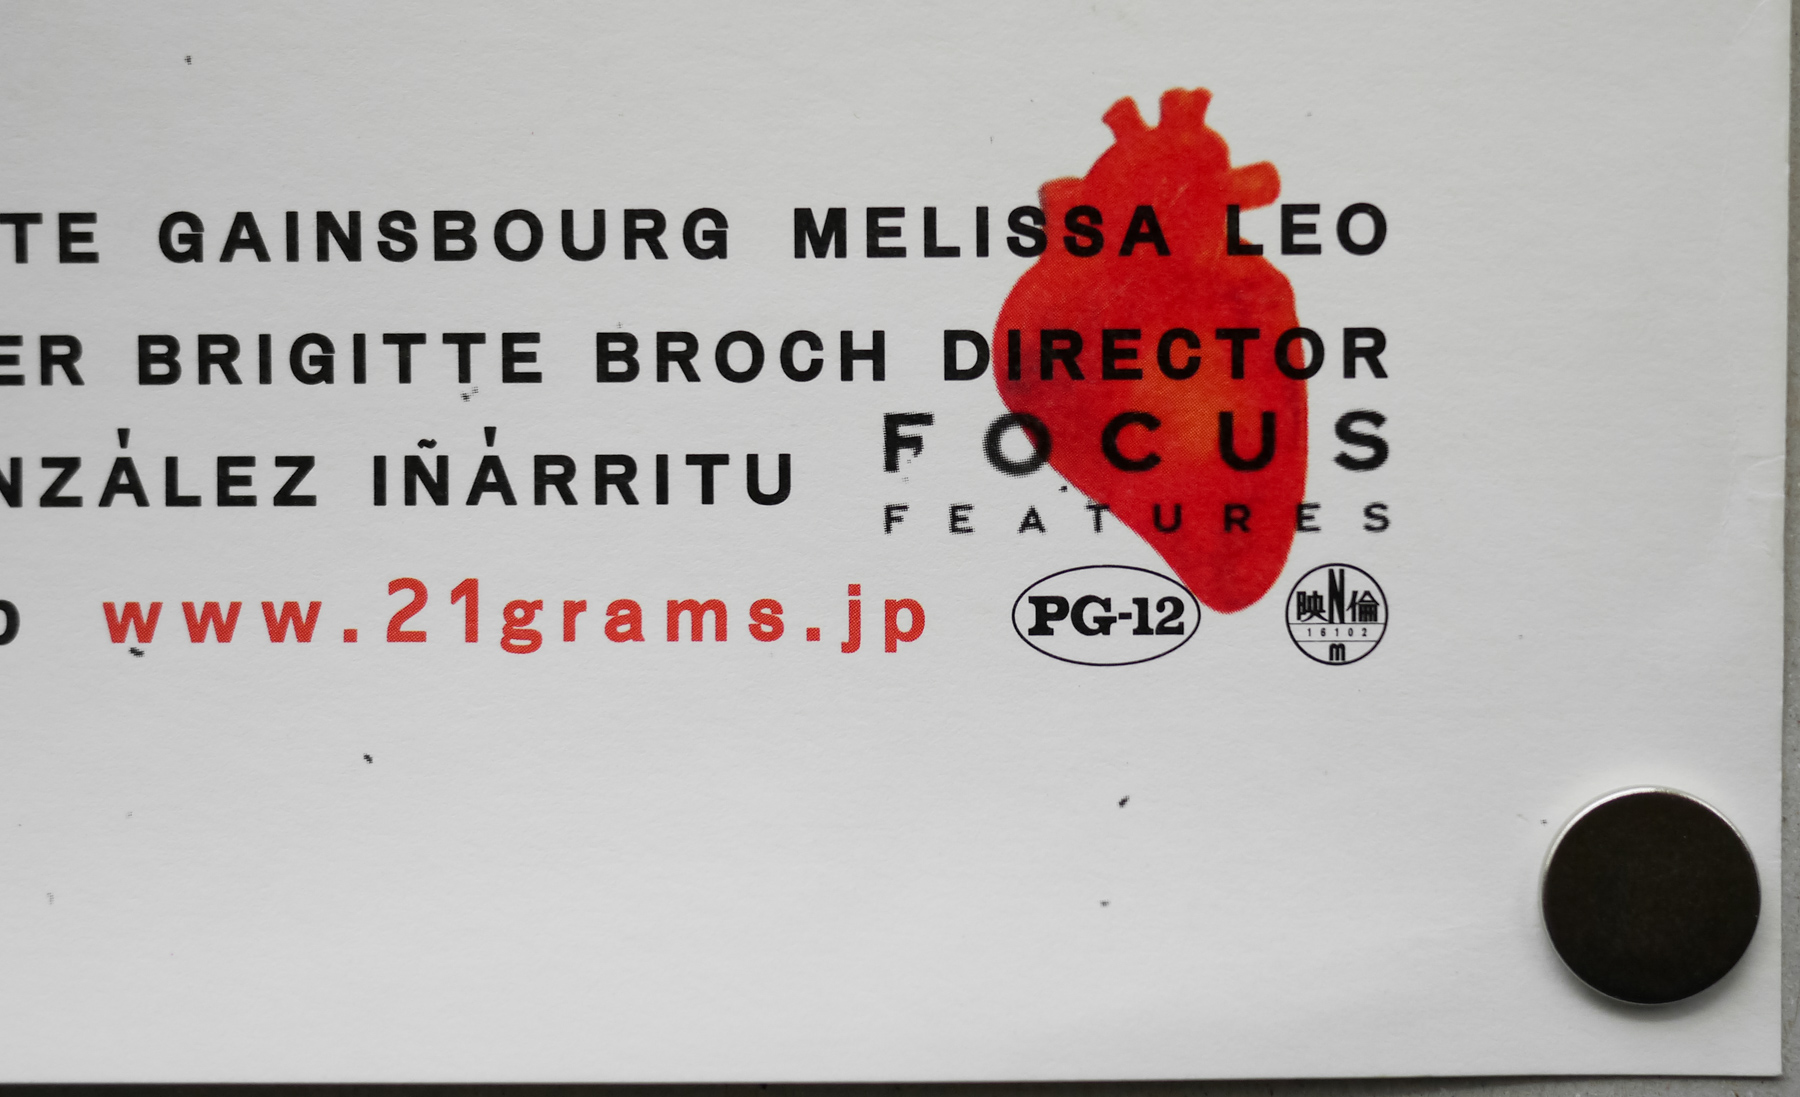 TE GAINSBOURG MELISSA LEO
ER BRIGITTE BROCH DIRECTOR
NZÁLEZ IÑÁRRITU
FOCUS
FEATURES
www.21grams.jp
PG-12
映N倫
16102
m